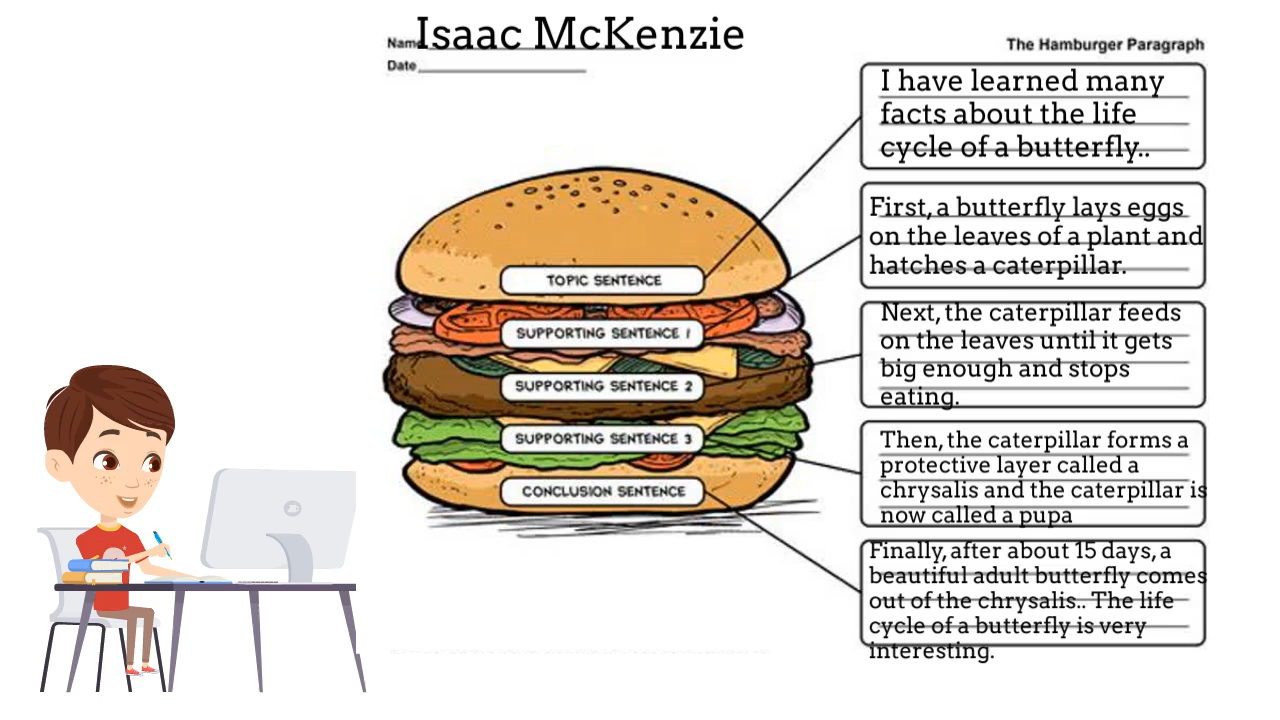 Isaac McKenzie
Name
Date
The Hamburger Paragraph
I have learned many
facts about the life
cycle of a butterfly..
First, a butterfly lays eggs
on the leaves of a plant and
hatches a caterpillar.
Next, the caterpillar feeds
on the leaves until it gets
big enough and stops
eating.
Then, the caterpillar forms a
protective layer called a
chrysalis and the caterpillar is
now called a pupa
Finally, after about 15 days, a
beautiful adult butterfly comes
out of the chrysalis.. The life
cycle of a butterfly is very
interesting.
TOPIC SENTENCE
SUPPORTING SENTENCE 1
SUPPORTING SENTENCE 2
SUPPORTING SENTENCE 3
CONCLUSION SENTENCE